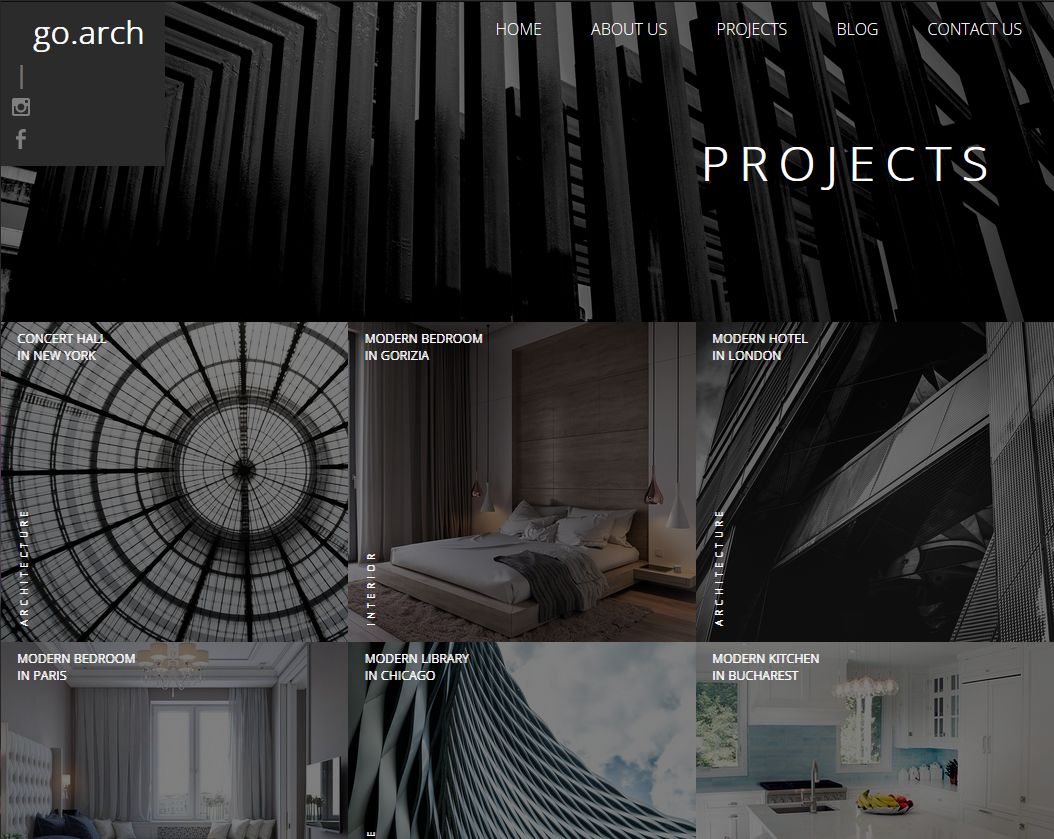 go.arch
HOME
ABOUT US
PROJECTS
BLOG
CONTACT US
PROJECTS
CONCERT HALL
IN NEW YORK
ARCHITECTURE
MODERN BEDROOM
IN GORIZIA
INTERIOR
MODERN HOTEL
IN LONDON
ARCHITECTURE
MODERN BEDROOM
IN PARIS
MODERN LIBRARY
IN CHICAGO
MODERN KITCHEN
IN BUCHAREST